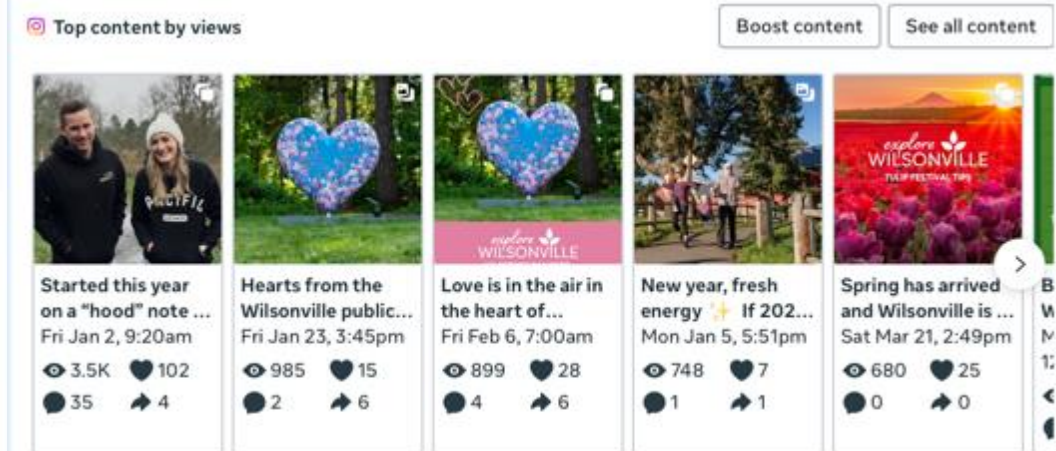 Top content by views
Boost content
See all content
PACIFIC
explore
WILSONVILLE
explore
WILSONVILLE
TULIP FESTIVAL TIPS
Started this year
on a “hood” note ...
Fri Jan 2, 9:20am
3.5K 102
35 4
Hearts from the
Wilsonville public...
Fri Jan 23, 3:45pm
985 15
2 6
Love is in the air in
the heart of...
Fri Feb 6, 7:00am
899 28
4 6
New year, fresh
energy ✨ If 202...
Mon Jan 5, 5:51pm
748 7
1 1
Spring has arrived
and Wilsonville is ...
Sat Mar 21, 2:49pm
680 25
0 0